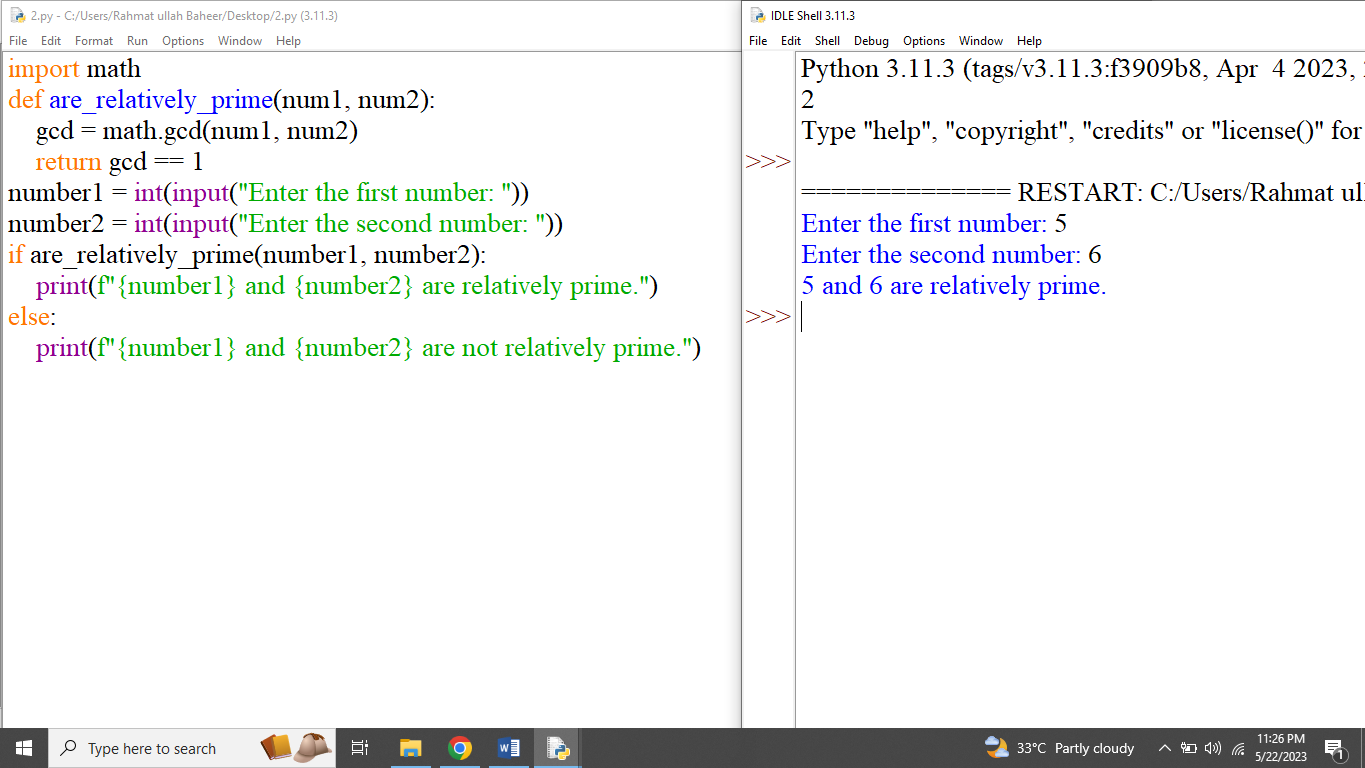 2.py - C:/Users/Rahmat ullah Baheer/Desktop/2.py (3.11.3)
File Edit Format Run Options Window Help
import math
def are_relatively_prime(num1, num2):
    gcd = math.gcd(num1, num2)
    return gcd == 1
number1 = int(input("Enter the first number: "))
number2 = int(input("Enter the second number: "))
if are_relatively_prime(number1, number2):
    print(f"{number1} and {number2} are relatively prime.")
else:
    print(f"{number1} and {number2} are not relatively prime.")
IDLE Shell 3.11.3
File Edit Shell Debug Options Window Help
Python 3.11.3 (tags/v3.11.3:f3909b8, Apr  4 2023,
2
Type "help", "copyright", "credits" or "license()" for
>>>
============== RESTART: C:/Users/Rahmat
Enter the first number: 5
Enter the second number: 6
5 and 6 are relatively prime.
>>>
Type here to search
33°C Partly cloudy
11:26 PM
5/22/2023
1